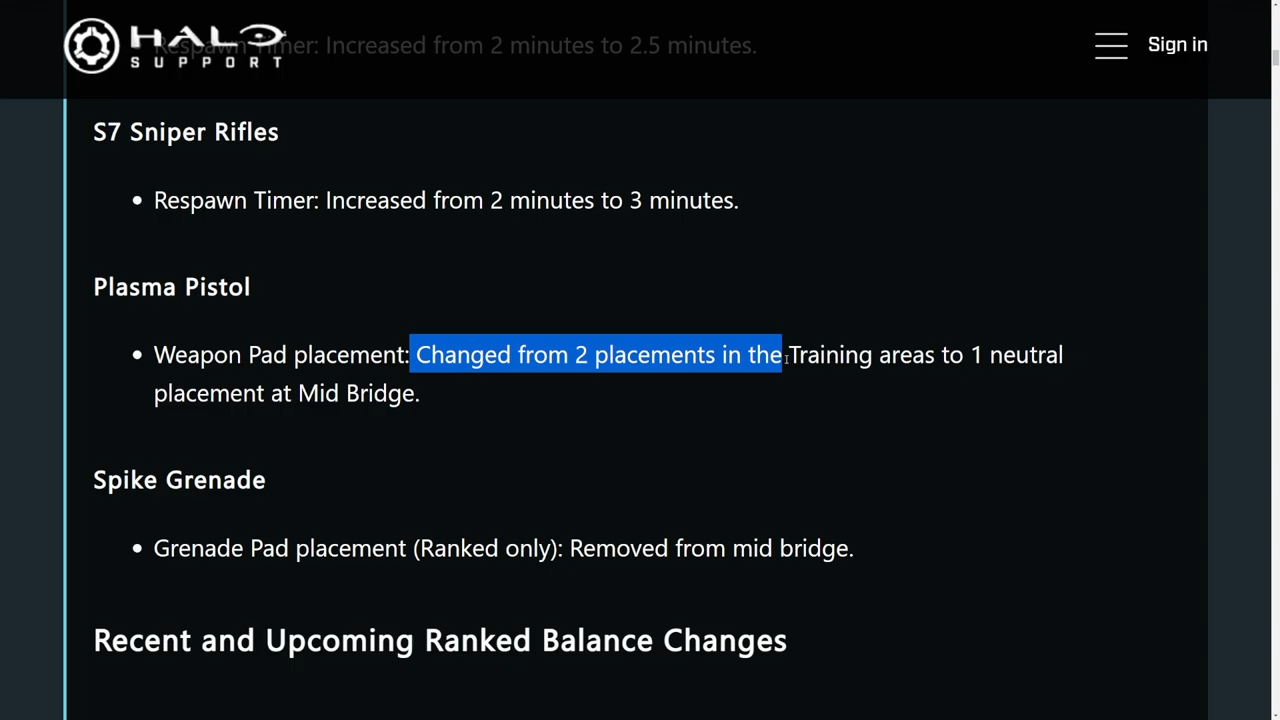 HALO
SUPPORT
Respawn Timer: Increased from 2 minutes to 2.5 minutes.
Sign in
S7 Sniper Rifles
• Respawn Timer: Increased from 2 minutes to 3 minutes.
Plasma Pistol
• Weapon Pad placement: Changed from 2 placements in the Training areas to 1 neutral
placement at Mid Bridge.
Spike Grenade
• Grenade Pad placement (Ranked only): Removed from mid bridge.
Recent and Upcoming Ranked Balance Changes